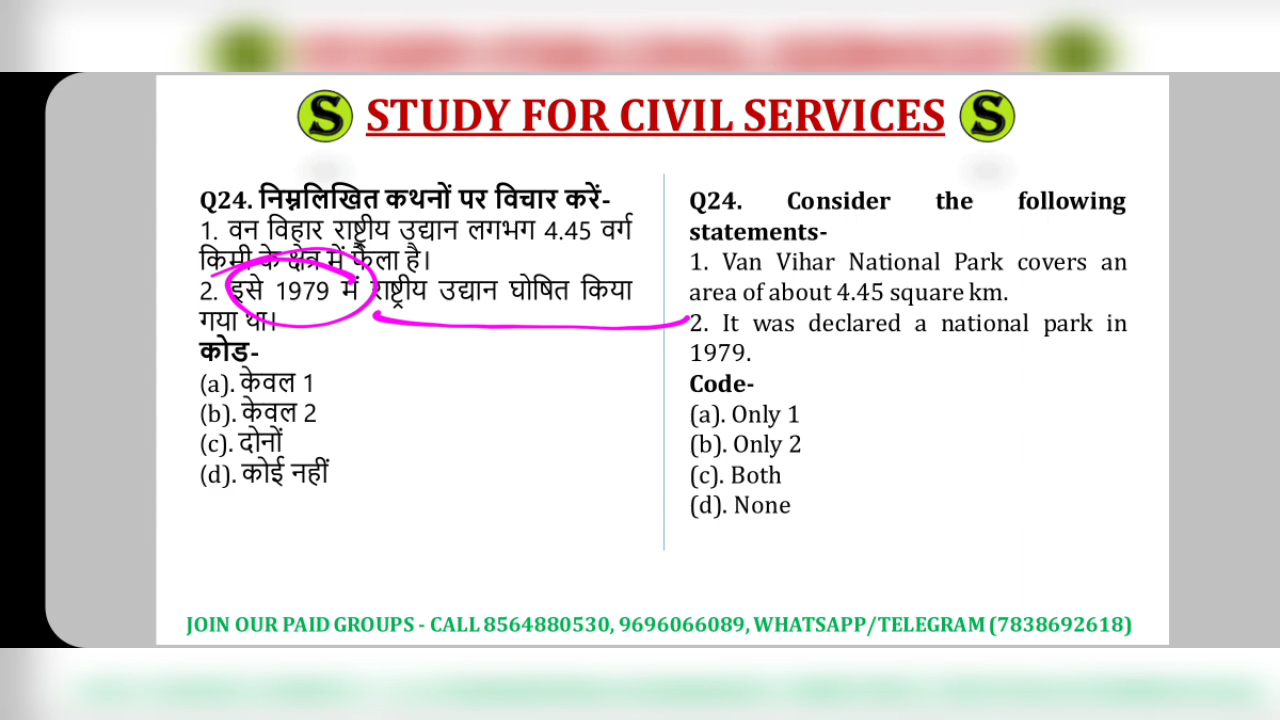 S STUDY FOR CIVIL SERVICES S
Q24. निम्नलिखित कथनों पर विचार करें-
1. वन विहार राष्ट्रीय उद्यान लगभग 4.45 वर्ग
किमी के क्षेत्र में फैला है।
2. इसे 1979 में राष्ट्रीय उद्यान घोषित किया
गया था।
कोड-
(a). केवल 1
(b). केवल 2
(c). दोनों
(d). कोई नहीं
Q24. Consider the following
statements-
1. Van Vihar National Park covers an
area of about 4.45 square km.
2. It was declared a national park in
1979.
Code-
(a). Only 1
(b). Only 2
(c). Both
(d). None
JOIN OUR PAID GROUPS - CALL 8564880530, 9696066089, WHATSAPP/TELEGRAM (7838692618)